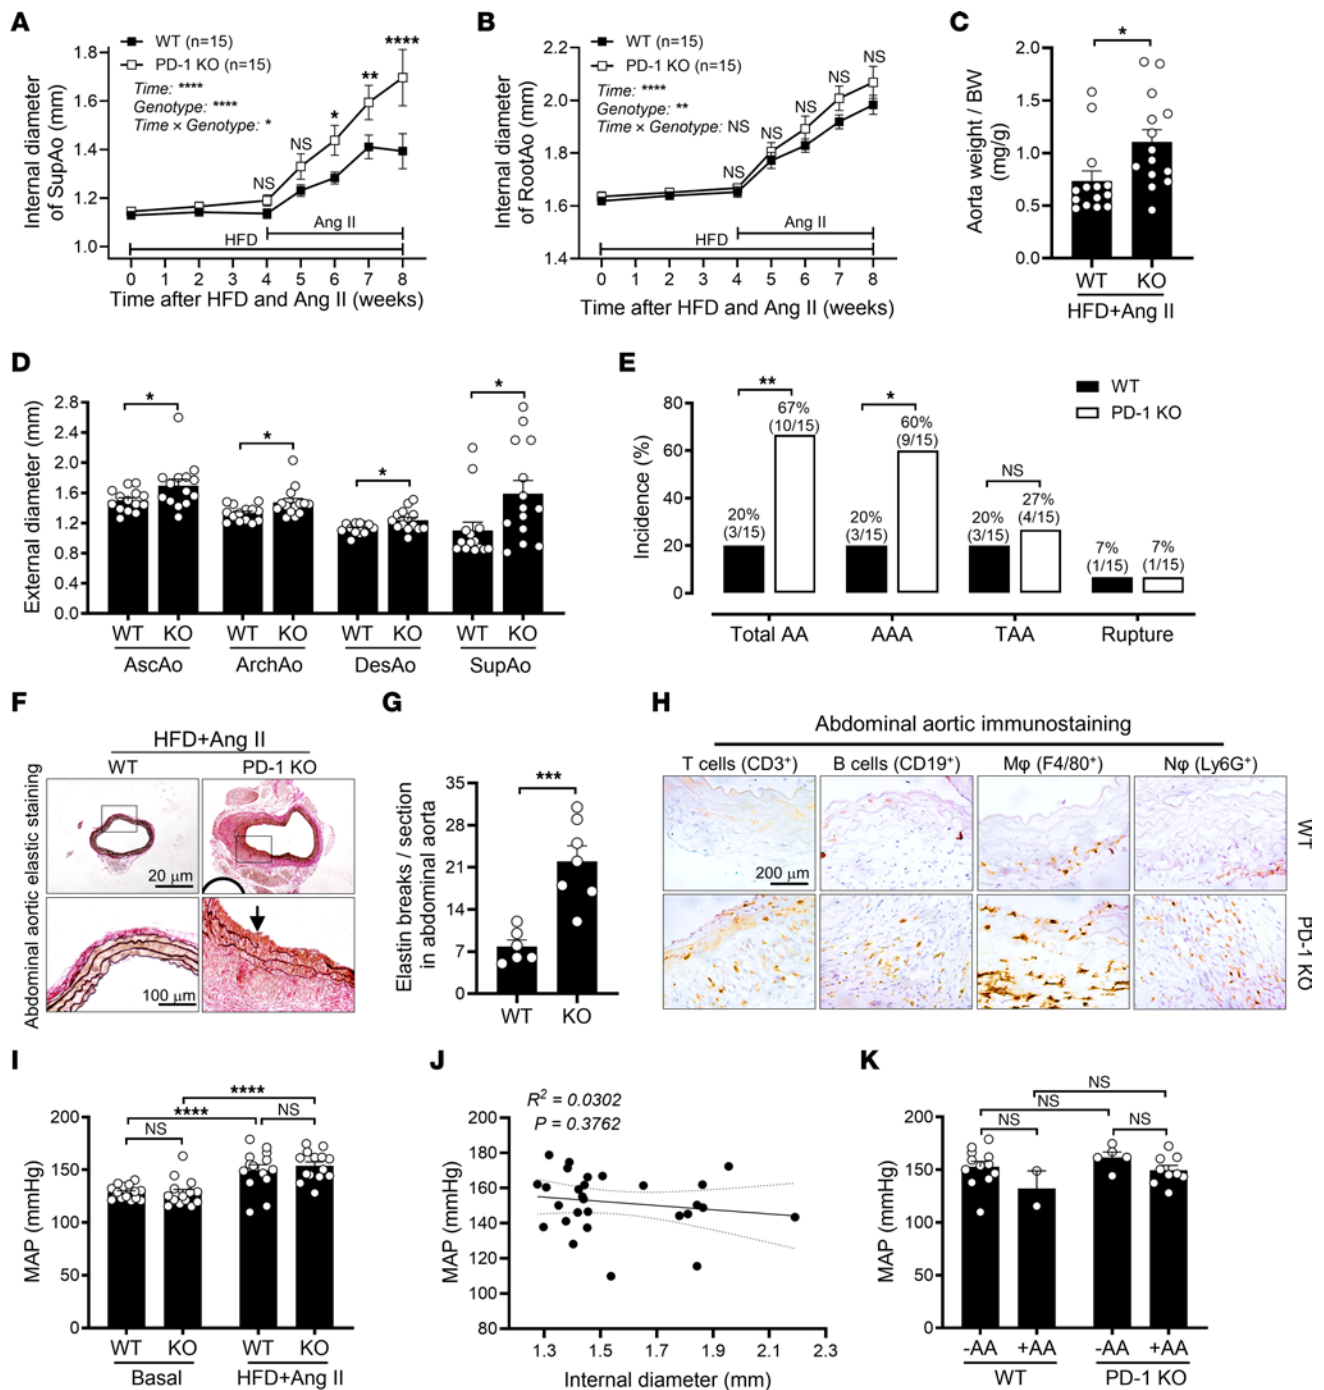 A
Internal diameter
of SupAo (mm)
1.8
1.6
1.4
1.2
1.0
WT (n=15)
PD-1 KO (n=15)
Time: ****
Genotype: ****
Time × Genotype: *
NS
NS
*
**
****
Ang II
HFD
0 1 2 3 4 5 6 7 8
Time after HFD and Ang II (weeks)
B
Internal diameter
of RootAo (mm)
2.2
2.0
1.8
1.6
1.4
WT (n=15)
PD-1 KO (n=15)
Time: ****
Genotype: **
Time × Genotype: NS
NS
NS
NS
NS
NS
Ang II
HFD
0 1 2 3 4 5 6 7 8
Time after HFD and Ang II (weeks)
C
Aorta weight / BW
(mg/g)
2.0
1.5
1.0
0.5
0.0
*
WT KO
HFD+Ang II
D
External diameter (mm)
2.8
2.4
2.0
1.6
1.2
0.8
0.4
0.0
*
*
*
*
WT KO WT KO WT KO WT KO
AscAo ArchAo DesAo SupAo
E
Incidence (%)
80
60
40
20
0
WT
PD-1 KO
**
*
NS
20%
(3/15)
67%
(10/15)
20%
(3/15)
60%
(9/15)
20%
(3/15)
27%
(4/15)
7%
(1/15)
7%
(1/15)
Total AA AAA TAA Rupture
F
HFD+Ang II
WT PD-1 KO
Abdominal aortic elastic staining
20 µm
100 µm
G
Elastin breaks / section
in abdominal aorta
35
28
21
14
7
0
***
WT KO
H
Abdominal aortic immunostaining
T cells (CD3+) B cells (CD19+) Mφ (F4/80+) Nφ (Ly6G+)
200 µm
WT
PD-1 KO
I
MAP (mmHg)
200
150
100
50
0
****
****
NS
NS
WT KO WT KO
Basal HFD+Ang II
J
MAP (mmHg)
200
180
160
140
120
100
80
R2 = 0.0302
P = 0.3762
1.3 1.5 1.7 1.9 2.1 2.3
Internal diameter (mm)
K
MAP (mmHg)
200
150
100
50
0
NS
NS
NS
NS
-AA +AA -AA +AA
WT PD-1 KO